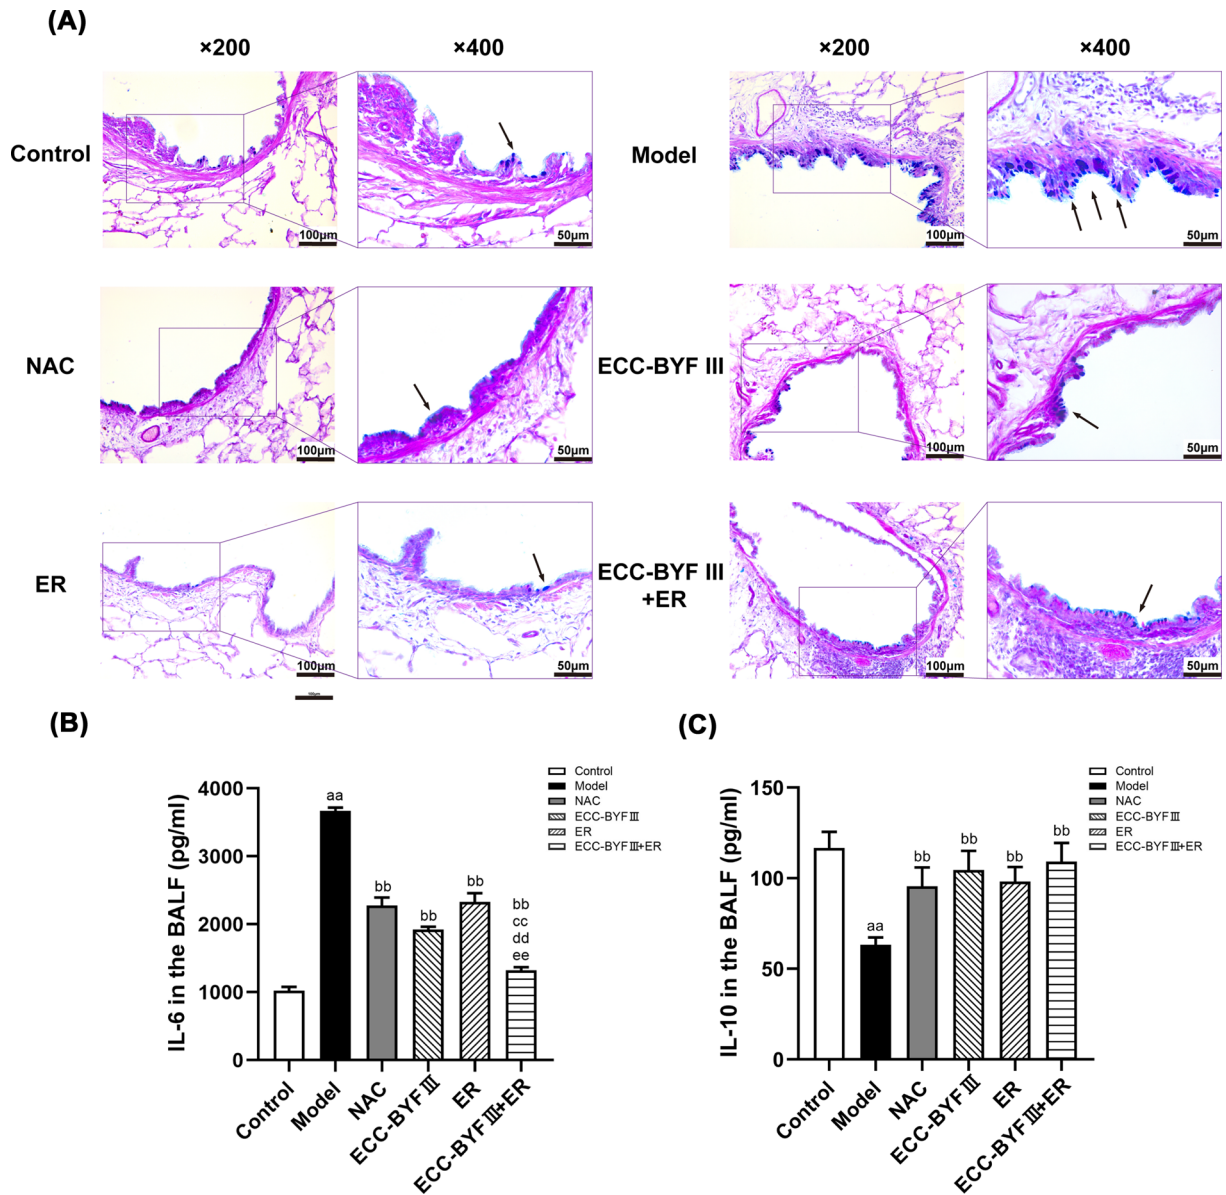 (A)
×200
×400
×200
×400
Control
100μm
50μm
Model
100μm
50μm
NAC
100μm
50μm
ECC-BYF III
100μm
50μm
ER
100μm
50μm
ECC-BYF III
+ER
100μm
50μm
100μm
(B)
IL-6 in the BALF (pg/ml)
4000
3000
2000
1000
0
aa
bb
bb
bb
bb
cc
dd
ee
Control
Model
NAC
ECC-BYFⅢ
ER
ECC-BYFⅢ+ER
Control
Model
NAC
ECC-BYFⅢ
ER
ECC-BYFⅢ+ER
(C)
IL-10 in the BALF (pg/ml)
150
100
50
0
aa
bb
bb
bb
bb
Control
Model
NAC
ECC-BYFⅢ
ER
ECC-BYFⅢ+ER
Control
Model
NAC
ECC-BYFⅢ
ER
ECC-BYFⅢ+ER